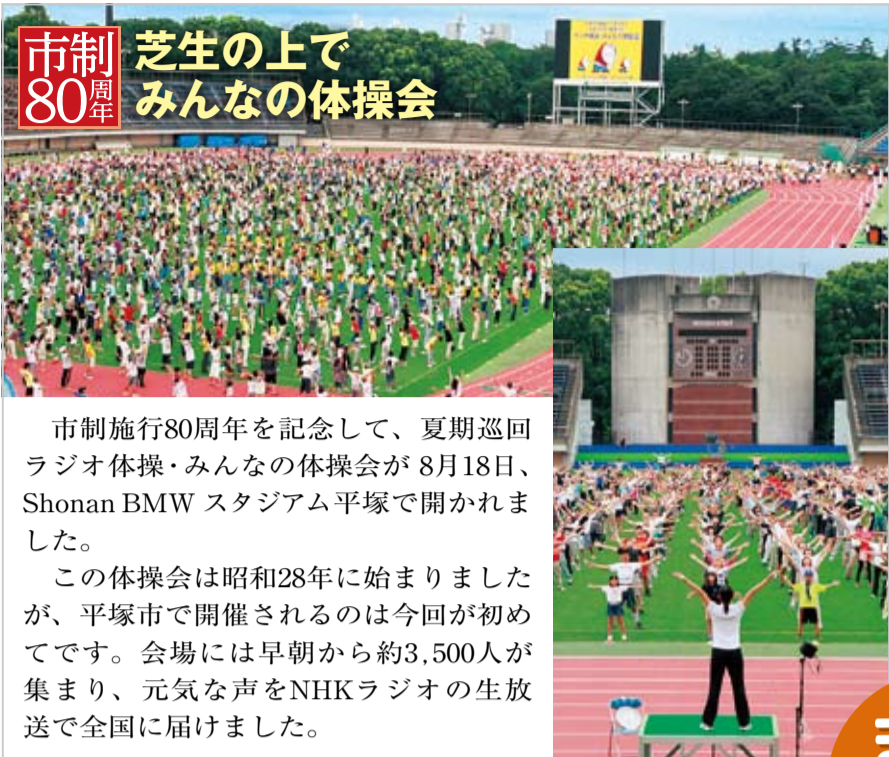 市制
80周年
芝生の上で
みんなの体操会
市制施行80周年を記念して、夏期巡回
ラジオ体操・みんなの体操会が8月18日、
Shonan BMW スタジアム平塚で開かれま
した。
この体操会は昭和28年に始まりました
が、平塚市で開催されるのは今回が初め
てです。会場には早朝から約3,500人が
集まり、元気な声をNHKラジオの生放
送で全国に届けました。